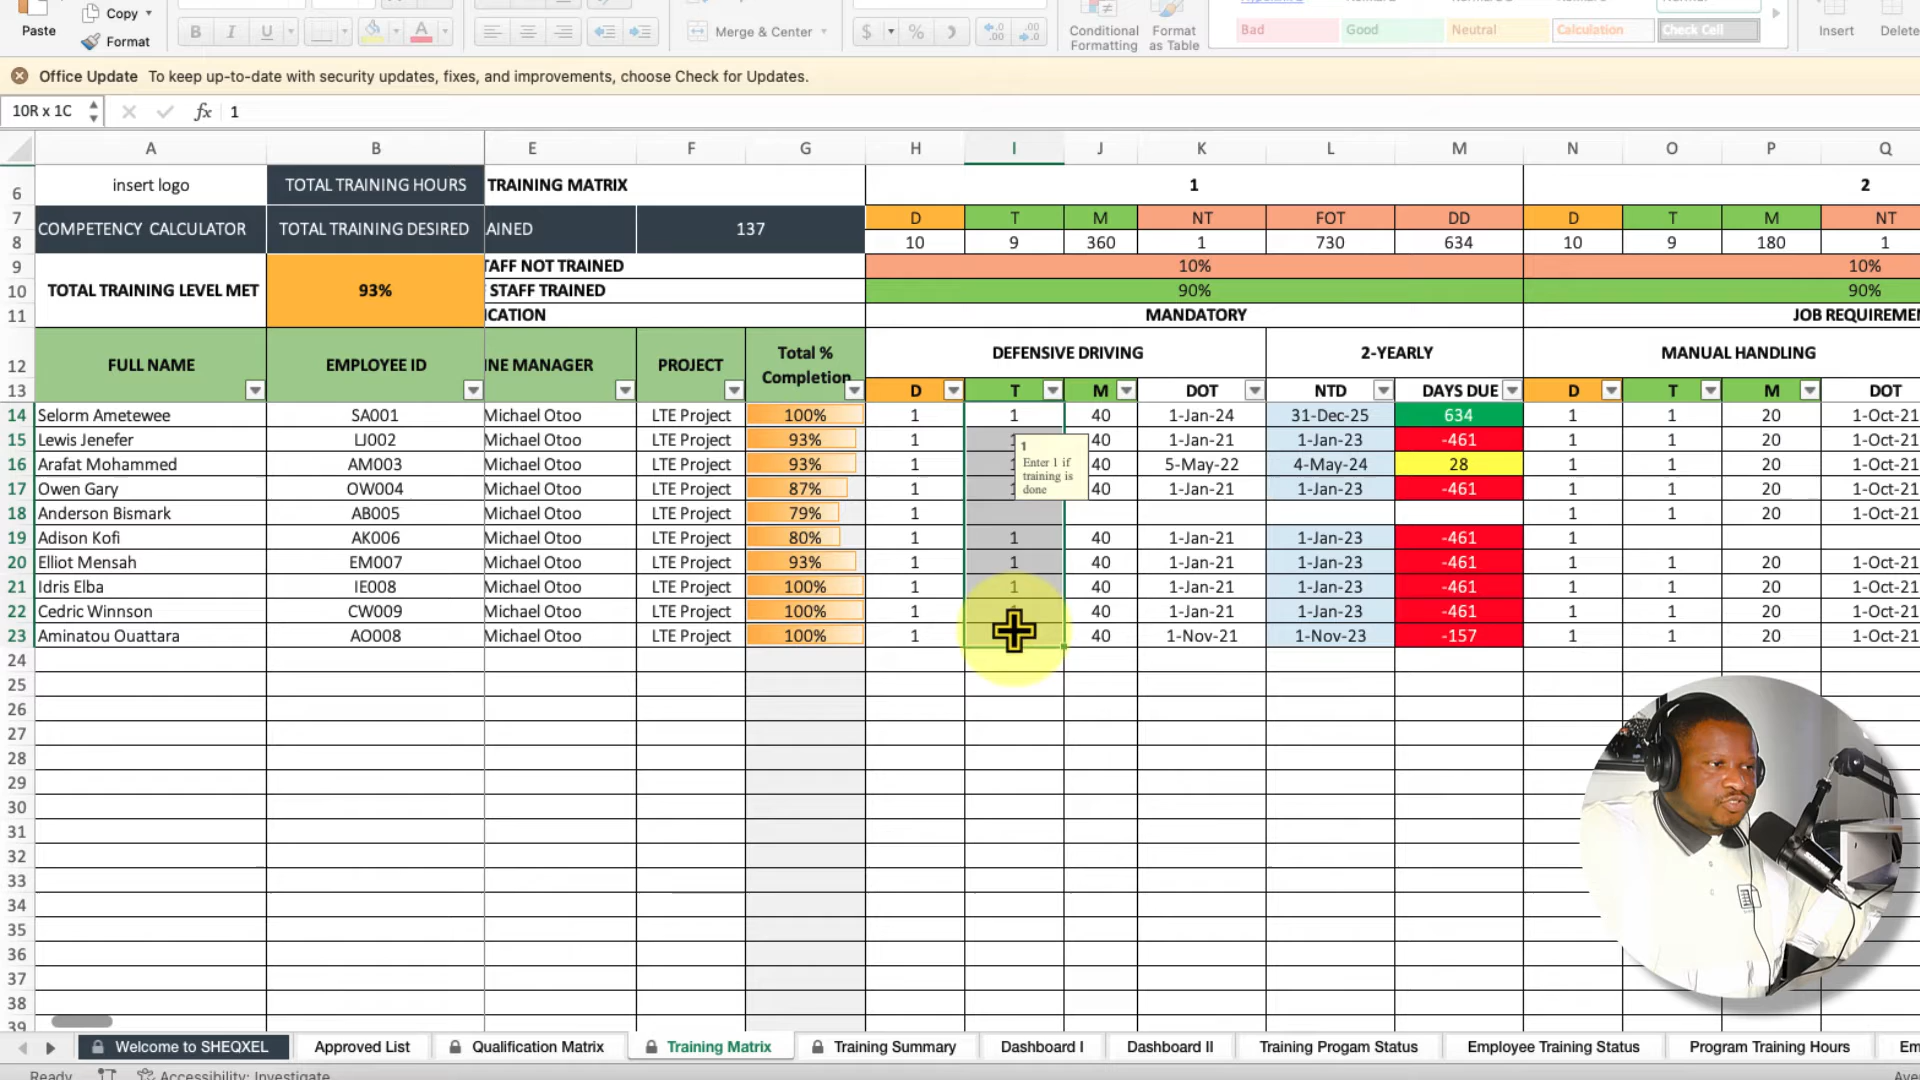 Paste Copy Format
B I U Merge & Center $ % Conditional Formatting Format as Table Bad Good Neutral Calculation Check Cell Insert Delete
Office Update To keep up-to-date with security updates, fixes, and improvements, choose Check for Updates.
10R x 1C fx 1
A B E F G H I J K L M N O P Q
6 insert logo TOTAL TRAINING HOURS TRAINING MATRIX 1 2
7 COMPETENCY CALCULATOR TOTAL TRAINING DESIRED AINED 137 D T M NT FOT DD D T M NT
8 10 9 360 1 730 634 10 9 180 1
9 TAFF NOT TRAINED 10% 10%
10 TOTAL TRAINING LEVEL MET 93% STAFF TRAINED 90% 90%
11 ICATION MANDATORY JOB REQUIREME
12 FULL NAME EMPLOYEE ID INE MANAGER PROJECT Total % Completion DEFENSIVE DRIVING 2-YEARLY MANUAL HANDLING
13 D T M DOT NTD DAYS DUE D T M DOT
14 Selorm Ametewee SA001 Michael Otoo LTE Project 100% 1 1 40 1-Jan-24 31-Dec-25 634 1 1 20 1-Oct-21
15 Lewis Jenefer LJ002 Michael Otoo LTE Project 93% 1 1 40 1-Jan-21 1-Jan-23 -461 1 1 20 1-Oct-21
16 Arafat Mohammed AM003 Michael Otoo LTE Project 93% 1 1 40 5-May-22 4-May-24 28 1 1 20 1-Oct-21
17 Owen Gary OW004 Michael Otoo LTE Project 87% 1 1 40 1-Jan-21 1-Jan-23 -461 1 1 20 1-Oct-21
1
Enter 1 if
training is
done
18 Anderson Bismark AB005 Michael Otoo LTE Project 79% 1 1 1 20 1-Oct-21
19 Adison Kofi AK006 Michael Otoo LTE Project 80% 1 1 40 1-Jan-21 1-Jan-23 -461 1
20 Elliot Mensah EM007 Michael Otoo LTE Project 93% 1 1 40 1-Jan-21 1-Jan-23 -461 1 1 20 1-Oct-21
21 Idris Elba IE008 Michael Otoo LTE Project 100% 1 1 40 1-Jan-21 1-Jan-23 -461 1 1 20 1-Oct-21
22 Cedric Winnson CW009 Michael Otoo LTE Project 100% 1 40 1-Jan-21 1-Jan-23 -461 1 1 20 1-Oct-21
23 Aminatou Ouattara AO008 Michael Otoo LTE Project 100% 1 40 1-Nov-21 1-Nov-23 -157 1 1 20 1-Oct-21
24
25
26
27
28
29
30
31
32
33
34
35
36
37
38
39
Welcome to SHEQXEL Approved List Qualification Matrix Training Matrix Training Summary Dashboard I Dashboard II Training Progam Status Employee Training Status Program Training Hours Em
Ready Accessibility: Investigate Ave